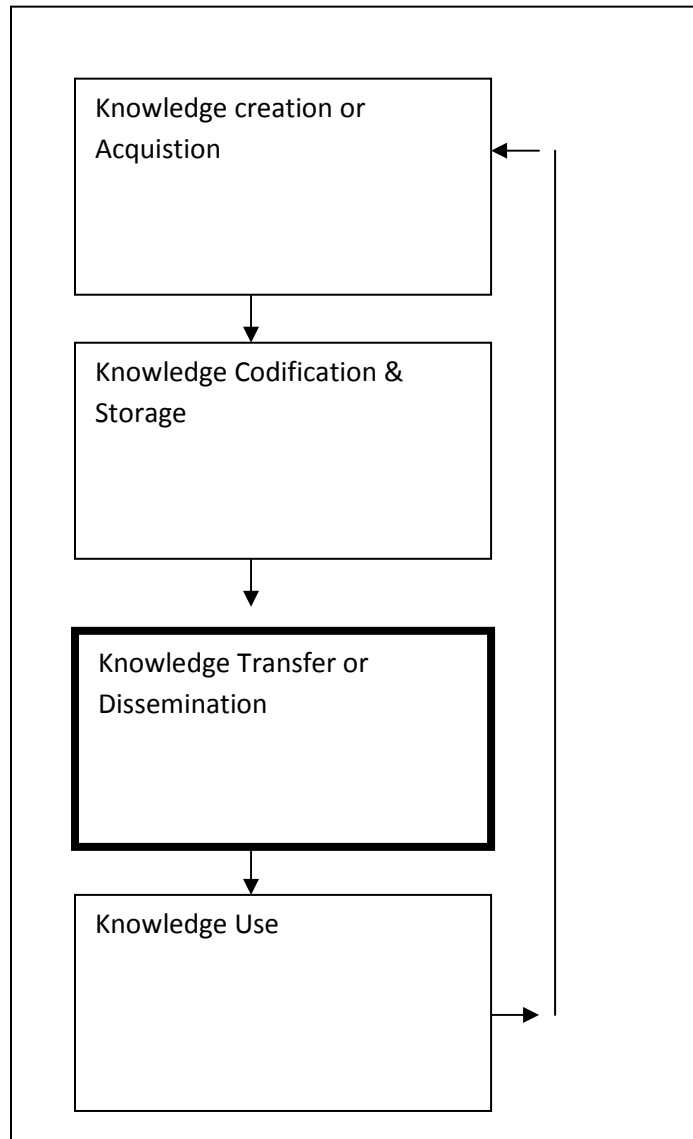 Knowledge creation or
Acquistion
Knowledge Codification &
Storage
Knowledge Transfer or
Dissemination
Knowledge Use